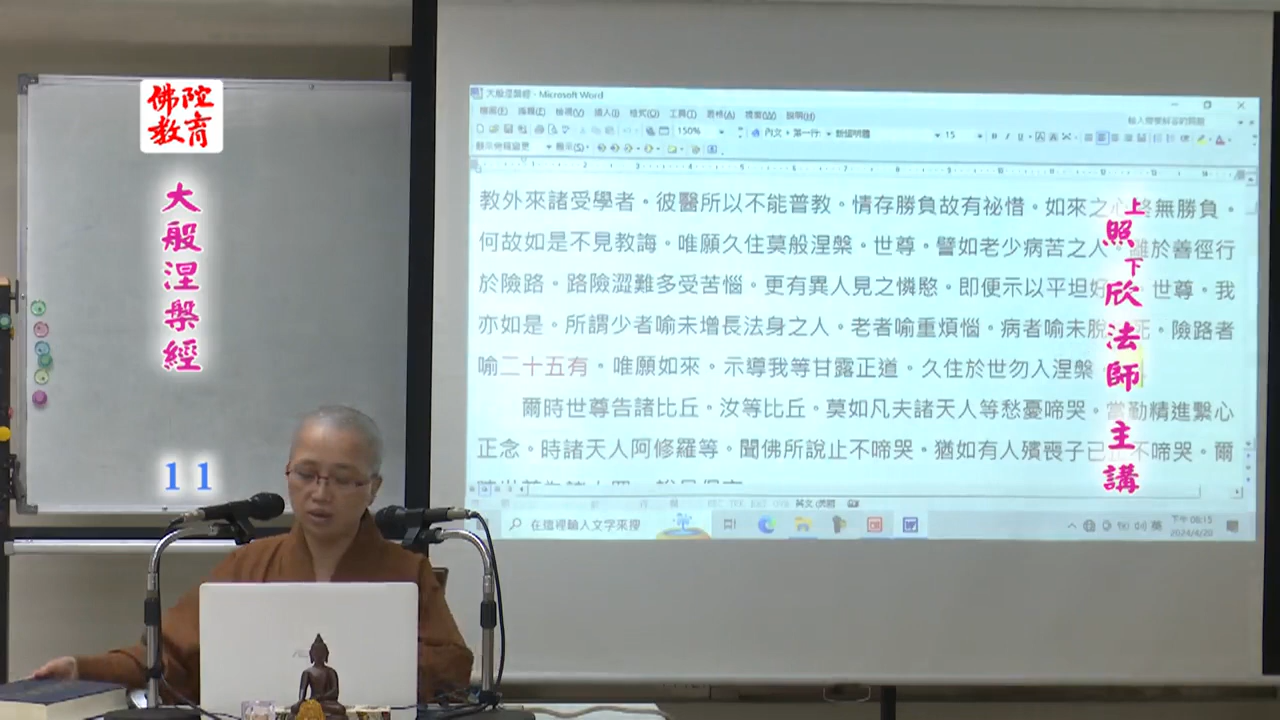 佛陀
教育
大般涅槃經
11
大般涅槃經 - Microsoft Word
150%
15
教外來諸受學者。彼醫所以不能普教。情存勝負故有祕惜。如來之心終無勝負。
何故如是不見教誨。唯願久住莫般涅槃。世尊。譬如老少病苦之人。離於善徑行
於險路。路險澀難多受苦惱。更有異人見之憐愍。即便示以平坦好 世尊。我
亦如是。所謂少者喻未增長法身之人。老者喻重煩惱。病者喻未脫 死。險路者
喻二十五有。唯願如來。示導我等甘露正道。久住於世勿入涅槃
爾時世尊告諸比丘。汝等比丘。莫如凡夫諸天人等愁憂啼哭。當勤精進繫心
正念。時諸天人阿修羅等。聞佛所說止不啼哭。猶如有人殯喪子已止不啼哭。爾
在這裡輸入文字來搜
下午 08:15
2024/4/20
上照下欣法師主講